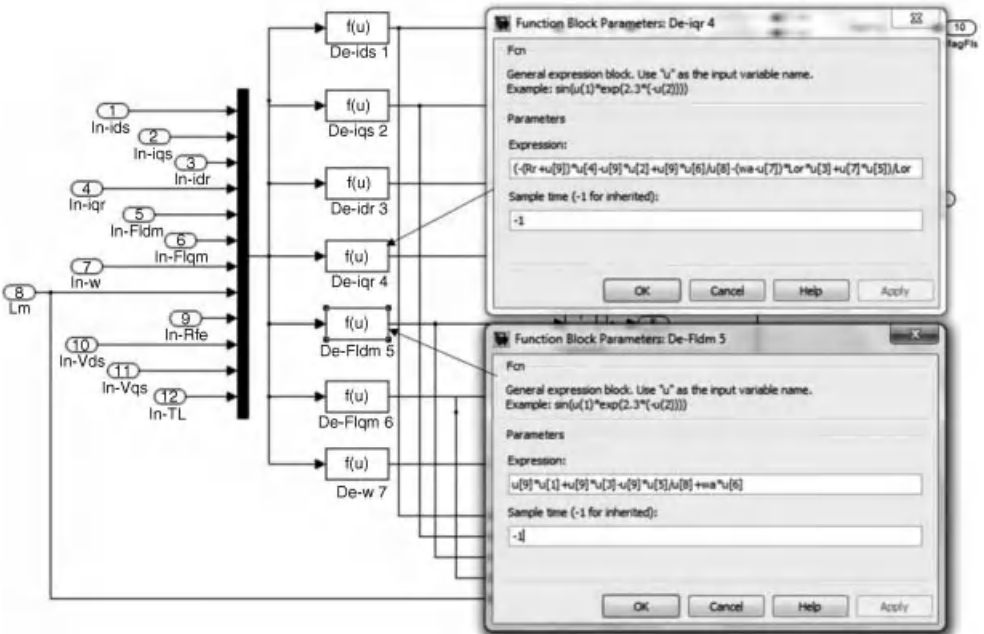 1
In-ids
2
In-iqs
3
In-idr
4
In-iqr
5
In-Fldm
6
In-Flqm
7
In-w
8
Lm
9
In-Rfe
10
In-Vds
11
In-Vqs
12
In-TL
f(u)
De-ids 1
f(u)
De-iqs 2
f(u)
De-idr 3
f(u)
De-iqr 4
f(u)
De-Fldm 5
f(u)
De-Flqm 6
f(u)
De-w 7
10
MagFls
Function Block Parameters: De-iqr 4
Fcn
General expression block. Use "u" as the input variable name.
Example: sin(u(1)*exp(2.3*(-u(2))))
Parameters
Expression:
(-(Rr+u[9])*u[4]-u[9]*u[2]+u[9]*u[6]/u[8]-(wa-u[7])*Lor*u[3]+u[7]*u[5])/Lor
Sample time (-1 for inherited):
-1
OK Cancel Help Apply
Function Block Parameters: De-Fldm 5
Fcn
General expression block. Use "u" as the input variable name.
Example: sin(u(1)*exp(2.3*(-u(2))))
Parameters
Expression:
u[9]*u[1]+u[9]*u[3]-u[9]*u[5]/u[8]+wa*u[6]
Sample time (-1 for inherited):
-1
OK Cancel Help Apply